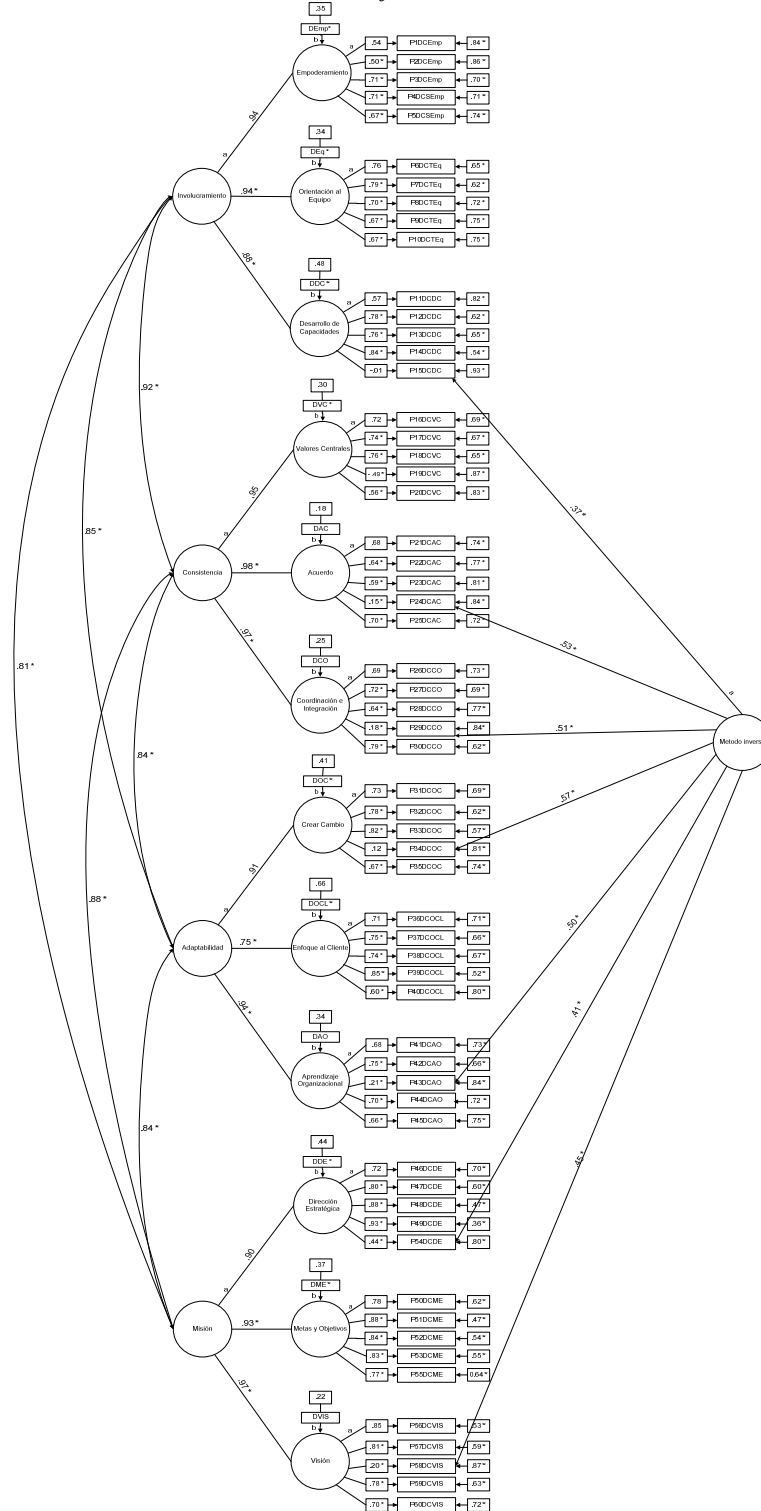 .35
DEmp*
b
a
.54 P1DCEmp .84*
.50* P2DCEmp .86*
Empoderamiento
.71* P3DCEmp .70*
.71* P4DCSEmp .71*
.67* P5DCSEmp .74*
.94
a
.34
DEq*
b
a
.76 P6DCTEq .65*
.79* P7DCTEq .62*
Involucramiento
.94*
Orientación al
Equipo
.70* P8DCTEq .72*
.67* P9DCTEq .75*
.67* P10DCTEq .75*
.88*
.48
DDC*
b
a
.57 P11DCDC .82*
.78* P12DCDC .62*
Desarrollo de
Capacidades
.76* P13DCDC .65*
.84* P14DCDC .54*
-.01 P15DCDC .93*
.92*
.30
DVC*
b
a
.72 P16DCVC .69*
.74* P17DCVC .67*
Valores Centrales
.76* P18DCVC .65*
-.49* P19DCVC .87*
.56* P20DCVC .83*
.95
a
.37*
.85*
.18
DAC
b
a
.68 P21DCAC .74*
.64* P22DCAC .77*
Consistencia
.98*
Acuerdo
.59* P23DCAC .81*
.15* P24DCAC .84*
.70* P25DCAC .72*
.97*
.53*
.25
DCO
b
a
.69 P26DCCO .73*
.72* P27DCCO .69*
Coordinación e
Integración
.64* P28DCCO .77*
.18* P29DCCO .84*
.79* P30DCCO .62*
.81*
a
.51*
Metodo invers
.84*
.41
DOC*
b
a
.73 P31DCOC .69*
.78* P32DCOC .62*
Crear Cambio
.82* P33DCOC .57*
.12 P34DCOC .81*
.67* P35DCOC .74*
.57*
.91
a
.88*
.66
DOCL*
b
a
.71 P36DCOCL .71*
.75* P37DCOCL .66*
Adaptabilidad
.75*
Enfoque al Cliente
.74* P38DCOCL .67*
.85* P39DCOCL .52*
.60* P40DCOCL .80*
.94*
.50*
.34
DAO
b
a
.68 P41DCAO .73*
.75* P42DCAO .66*
Aprendizaje
Organizacional
.21* P43DCAO .84*
.70* P44DCAO .72*
.66* P45DCAO .75*
.41*
.84*
.44
DDE*
b
a
.72 P46DCDE .70*
.80* P47DCDE .60*
Dirección
Estratégica
.88* P48DCDE .47*
.93* P49DCDE .36*
.44* P54DCDE .80*
.45*
.90
a
.37
DME*
b
a
.78 P50DCME .62*
.88* P51DCME .47*
Misión
.93*
Metas y Objetivos
.84* P52DCME .54*
.83* P53DCME .55*
.77* P55DCME 0.64*
.97*
.22
DVIS
b
a
.85 P56DCVIS .53*
.81* P57DCVIS .59*
Visión
.20* P58DCVIS .87*
.78* P59DCVIS .63*
.70* P60DCVIS .72*